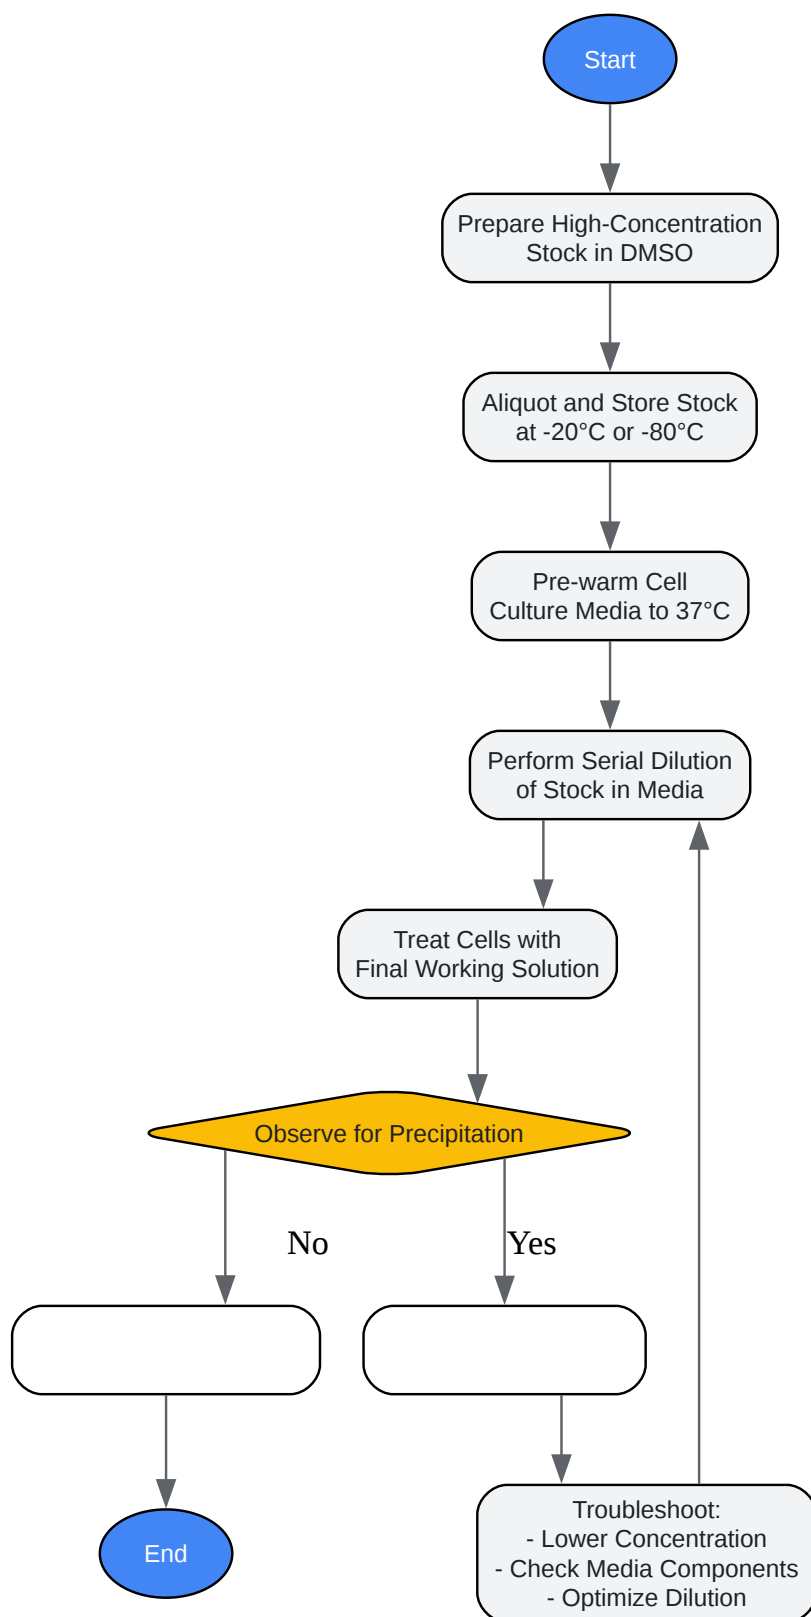 Start
Prepare High-Concentration
Stock in DMSO
Aliquot and Store Stock
at -20°C or -80°C
Pre-warm Cell
Culture Media to 37°C
Perform Serial Dilution
of Stock in Media
Treat Cells with
Final Working Solution
Observe for Precipitation
No
Yes
End
Troubleshoot:
- Lower Concentration
- Check Media Components
- Optimize Dilution